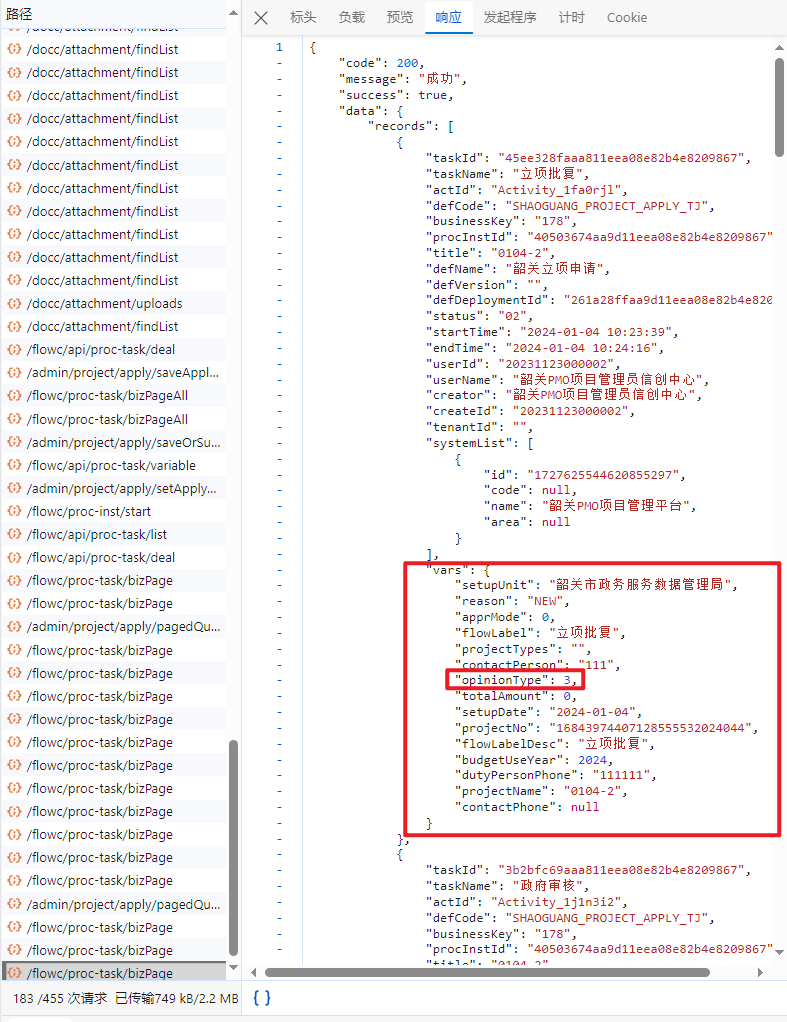 路径
/docc/attachment/findList
/docc/attachment/findList
/docc/attachment/findList
/docc/attachment/findList
/docc/attachment/findList
/docc/attachment/findList
/docc/attachment/findList
/docc/attachment/findList
/docc/attachment/findList
/docc/attachment/findList
/docc/attachment/findList
/docc/attachment/findList
/docc/attachment/uploads
/docc/attachment/findList
/flowc/api/proc-task/deal
/admin/project/apply/saveAppl...
/flowc/proc-task/bizPageAll
/flowc/proc-task/bizPageAll
/admin/project/apply/saveOrSu...
/flowc/api/proc-task/variable
/admin/project/apply/setApply...
/flowc/proc-inst/start
/flowc/api/proc-task/list
/flowc/api/proc-task/deal
/flowc/proc-task/bizPage
/flowc/proc-task/bizPage
/admin/project/apply/pagedQu...
/flowc/proc-task/bizPage
/flowc/proc-task/bizPage
/flowc/proc-task/bizPage
/flowc/proc-task/bizPage
/flowc/proc-task/bizPage
/flowc/proc-task/bizPage
/flowc/proc-task/bizPage
/flowc/proc-task/bizPage
/flowc/proc-task/bizPage
/flowc/proc-task/bizPage
/flowc/proc-task/bizPage
/admin/project/apply/pagedQu...
/flowc/proc-task/bizPage
/flowc/proc-task/bizPage
/flowc/proc-task/bizPage
183 /455 次请求 已传输749 kB/2.2 MB
标头 负载 预览 响应 发起程序 计时 Cookie
1 {
- "code": 200,
- "message": "成功",
- "success": true,
- "data": {
- "records": [
- {
- "taskId": "45ee328faaa811eea08e82b4e8209867",
- "taskName": "立项批复",
- "actId": "Activity_1fa0rjl",
- "defCode": "SHAOGUANG_PROJECT_APPLY_TJ",
- "businessKey": "178",
- "procInstId": "40503674aa9d11eea08e82b4e8209867"
- "title": "0104-2",
- "defName": "韶关立项申请",
- "defVersion": "",
- "defDeploymentId": "261a28ffaa9d11eea08e82b4e820
- "status": "02",
- "startTime": "2024-01-04 10:23:39",
- "endTime": "2024-01-04 10:24:16",
- "userId": "20231123000002",
- "userName": "韶关PMO项目管理员信创中心",
- "creator": "韶关PMO项目管理员信创中心",
- "createId": "20231123000002",
- "tenantId": "",
- "systemList": [
- {
- "id": "1727625544620855297",
- "code": null,
- "name": "韶关PMO项目管理平台",
- "area": null
- }
- ],
- "vars": {
- "setupUnit": "韶关市政务服务数据管理局",
- "reason": "NEW",
- "apprMode": 0,
- "flowLabel": "立项批复",
- "projectTypes": "",
- "contactPerson": "111",
- "opinionType": 3,
- "totalAmount": 0,
- "setupDate": "2024-01-04",
- "projectNo": "16843974407128555532024044",
- "flowLabelDesc": "立项批复",
- "budgetUseYear": 2024,
- "dutyPersonPhone": "111111",
- "projectName": "0104-2",
- "contactPhone": null
- }
- },
- {
- "taskId": "3b2bfc69aaa811eea08e82b4e8209867",
- "taskName": "政府审核",
- "actId": "Activity_1j1n3i2",
- "defCode": "SHAOGUANG_PROJECT_APPLY_TJ",
- "businessKey": "178",
- "procInstId": "40503674aa9d11eea08e82b4e8209867"
- "title": "0104-2"
{ }